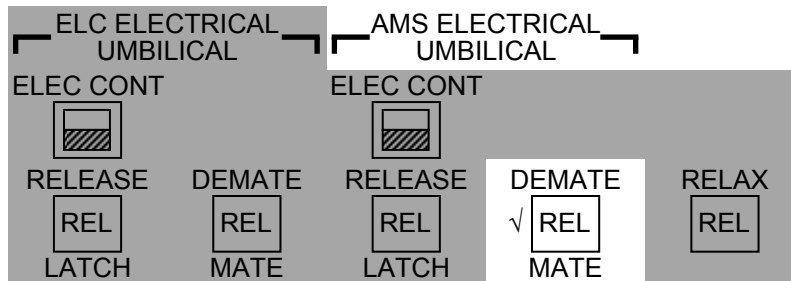 ELC ELECTRICAL UMBILICAL
AMS ELECTRICAL UMBILICAL
ELEC CONT ELEC CONT
RELEASE DEMATE RELEASE DEMATE RELAX
REL REL REL √ REL REL
LATCH MATE LATCH MATE